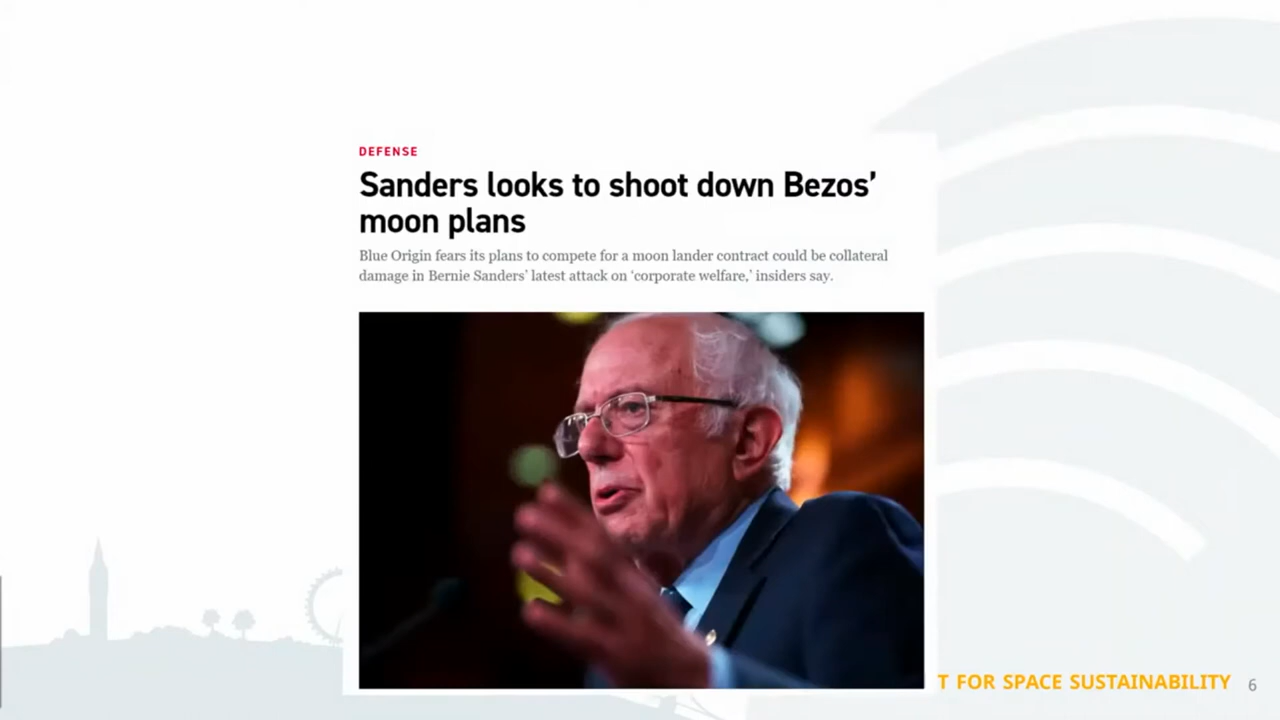 DEFENSE
Sanders looks to shoot down Bezos’
moon plans
Blue Origin fears its plans to compete for a moon lander contract could be collateral
damage in Bernie Sanders’ latest attack on ‘corporate welfare,’ insiders say.
T FOR SPACE SUSTAINABILITY
6